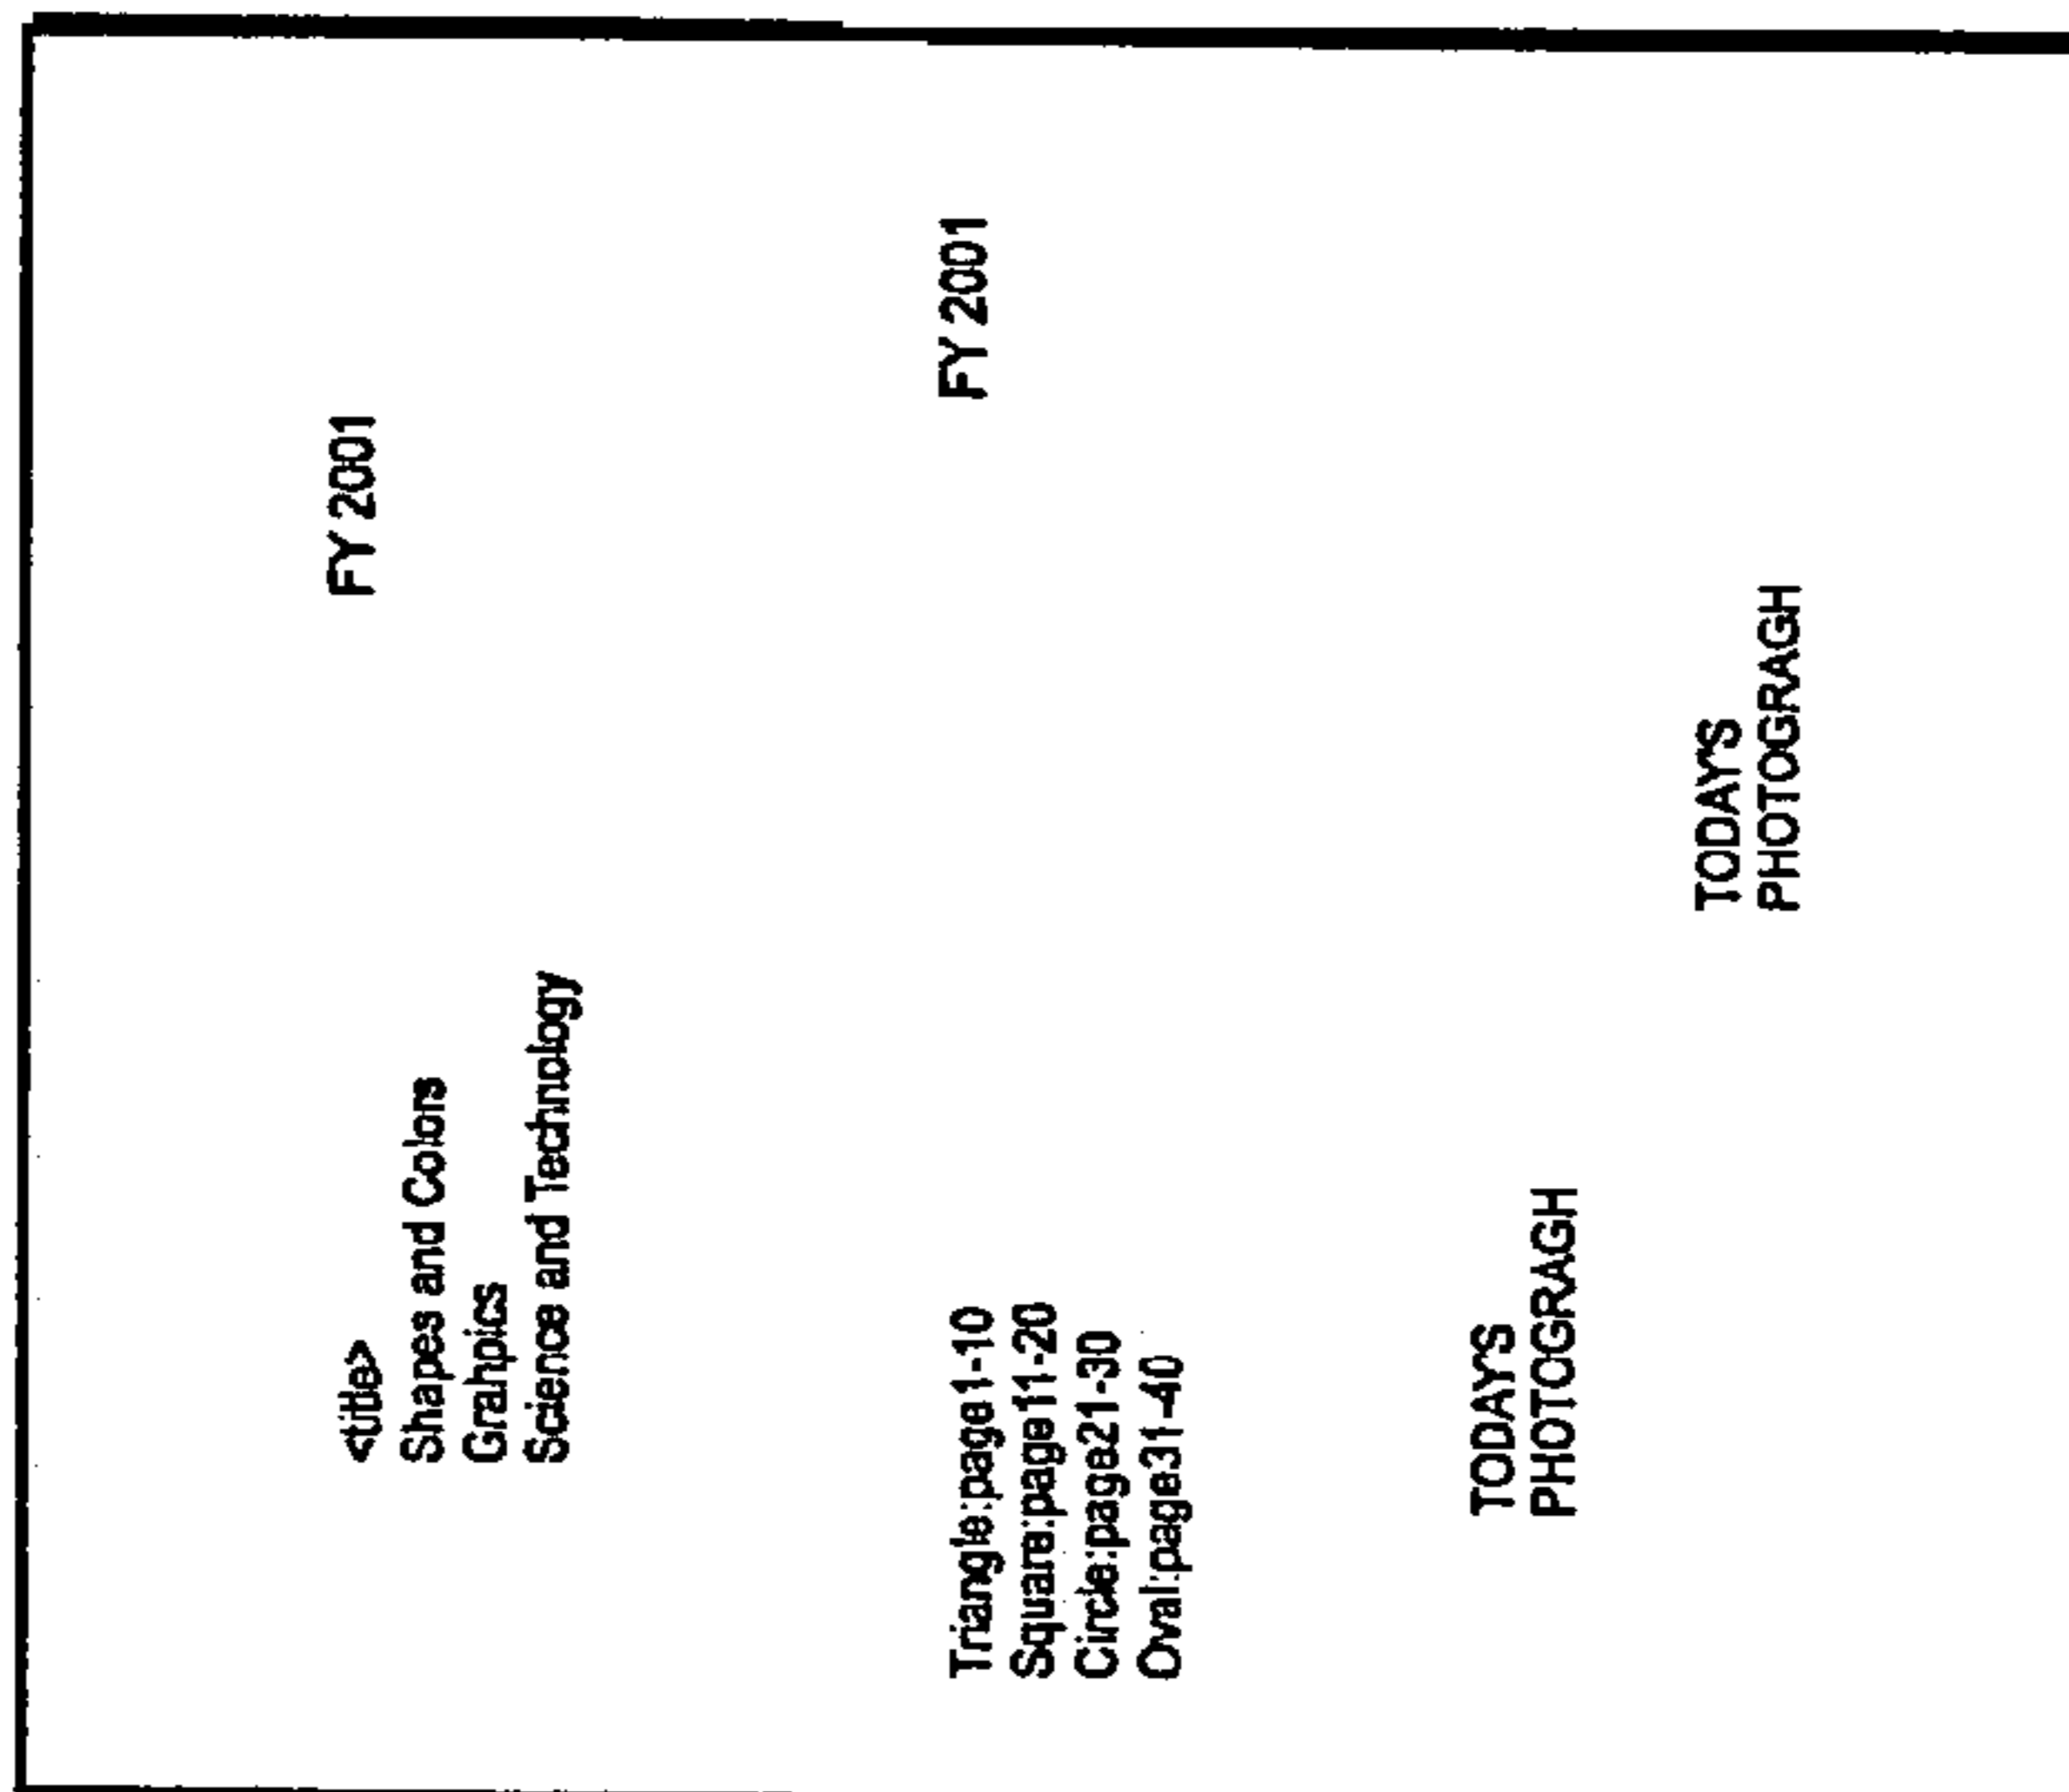 FY 2001
<title>
Shapes and Colors
Grahpics
Science and Technology
FY 2001
Triangle:page1-10
Square:page11-20
Circle:page21-30
Oval:page31-40
TODAYS
PHOTOGRAGH
TODAYS
PHOTOGRAGH